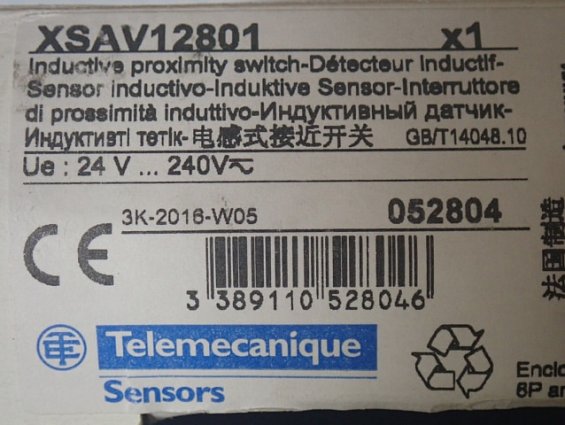 XSAV12801 x1
Inductive proximity switch-Détecteur inductif-
Sensor inductivo-Induktive Sensor-Interruttore
di prossimità induttivo-Индуктивный датчик-
Индуктивті тетік-电感式接近开关 GB/T14048.10
Ue : 24 V ... 240V⏦
3K-2016-W05 052804
CE
3 389110 528046
Telemecanique
Sensors
法国制造
6P